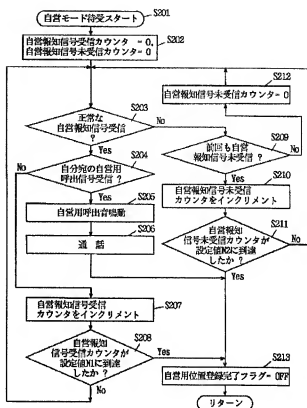 自営モード待受スタート
S201
自営報知信号受信カウンタ = 0,
自営報知信号未受信カウンタ = 0
S202
S212
自営報知信号未受信カウンタ = 0
S203
正常な
自営報知信号受信
?
No
Yes
S204
自分宛の自営用
呼出信号受信 ?
No
Yes
S205
自営用呼出音鳴動
S206
通話
S209
前回も自営
報知信号未受信 ?
No
Yes
S210
自営報知信号未受信
カウンタをインクリメント
S211
自営報知
信号未受信カウンタが
設定値N2に到達
したか ?
No
Yes
S207
自営報知信号受信
カウンタをインクリメント
S208
自営報知
信号受信カウンタが
設定値N1に到達
したか ?
Yes
No
S213
自営用位置登録完了フラグ = OFF
リターン